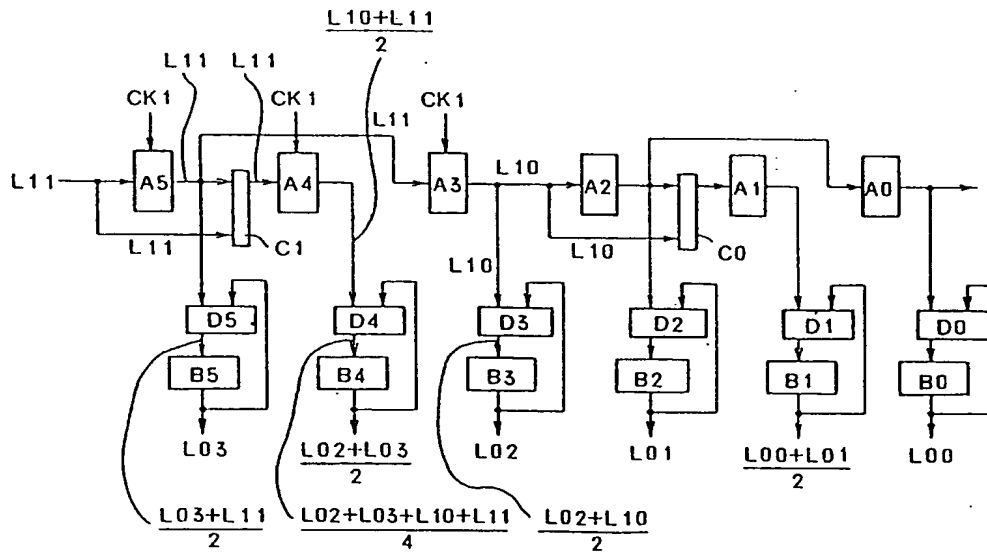 L10+L11
2
L11 L11
CK1 CK1 L11 CK1
L11 A5 A4 A3 L10 A2 A1 A0
L11 C1 L10 C0
L10
D5 D4 D3 D2 D1 D0
B5 B4 B3 B2 B1 B0
L03 L02+L03 L02 L01 L00+L01 L00
2 2
L03+L11 L02+L03+L10+L11 L02+L10
2 4 2